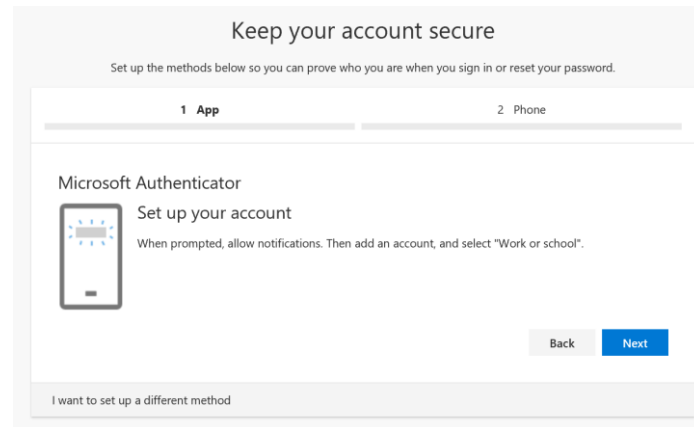 Keep your account secure
Set up the methods below so you can prove who you are when you sign in or reset your password.
1 App
2 Phone
Microsoft Authenticator
Set up your account
When prompted, allow notifications. Then add an account, and select "Work or school".
Back
Next
I want to set up a different method